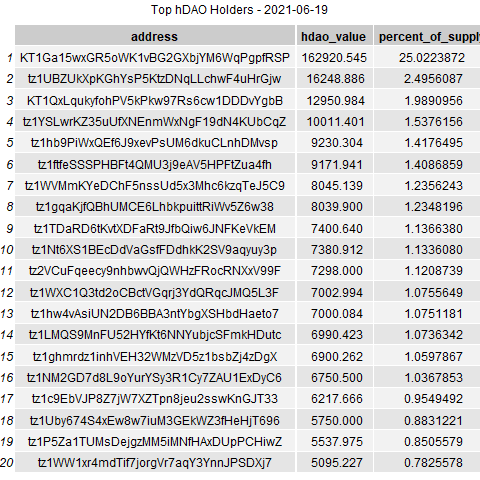 Top hDAO Holders - 2021-06-19
address hdao_value percent_of_supply
1 KT1Ga15wxGR5oWK1vBG2GXbjYM6WqPgpfRSP 162920.545 25.0223872
2 tz1UBZUkXpKGhYsP5KtzDNqLLchwF4uHrGjw 16248.886 2.4956087
3 KT1QxLqukyfohPV5kPkw97Rs6cw1DDDvYgbB 12950.984 1.9890956
4 tz1YSLwrKZ35uUfXNEnmWxNgF19dN4KUbCqZ 10011.401 1.5376156
5 tz1hb9PiWxQEf6J9xevPsUM6dkuCLnhDMvsp 9230.304 1.4176495
6 tz1ftfeSSSPHBFt4QMU3j9eAV5HPFtZua4fh 9171.941 1.4086859
7 tz1WVMmKYeDChF5nssUd5x3Mhc6kzqTeJ5C9 8045.139 1.2356243
8 tz1gqaKjfQBhUMCE6LhbkpuittRiWv5Z6w38 8039.900 1.2348196
9 tz1TDaRD6tKvtXDFaRt9JfbQiw6JNFKeVkEM 7400.640 1.1366380
10 tz1Nt6XS1BEcDdVaGsfFDdhkK2SV9aqyuy3p 7380.912 1.1336080
11 tz2VCuFqeecy9nhbwvQjQWHzFRocRNXxV99F 7298.000 1.1208739
12 tz1WXC1Q3td2oCBctVGqrj3YdQRqcJMQ5L3F 7002.994 1.0755649
13 tz1hw4vAsiUN2DB6BBA3ntYbgXSHbdHaeto7 7000.084 1.0751181
14 tz1LMQS9MnFU52HYfKt6NNYubjcSFmkHDutc 6990.423 1.0736342
15 tz1ghmrdz1inhVEH32WMzVD5z1bsbZj4zDgX 6900.262 1.0597867
16 tz1NM2GD7d8L9oYurYSy3R1Cy7ZAU1ExDyC6 6750.500 1.0367853
17 tz1c9EbVJP8Z7jW7XZTpn8jeu2sswKnGJT33 6217.666 0.9549492
18 tz1Uby674S4xEw8w7iuM3GEkWZ3fHeHjT696 5750.000 0.8831221
19 tz1P5Za1TUMsDejgzMM5iMNfHAxDUpPCHiwZ 5537.975 0.8505579
20 tz1WW1xr4mdTif7jorgVr7aqY3YnnJPSDXj7 5095.227 0.7825578